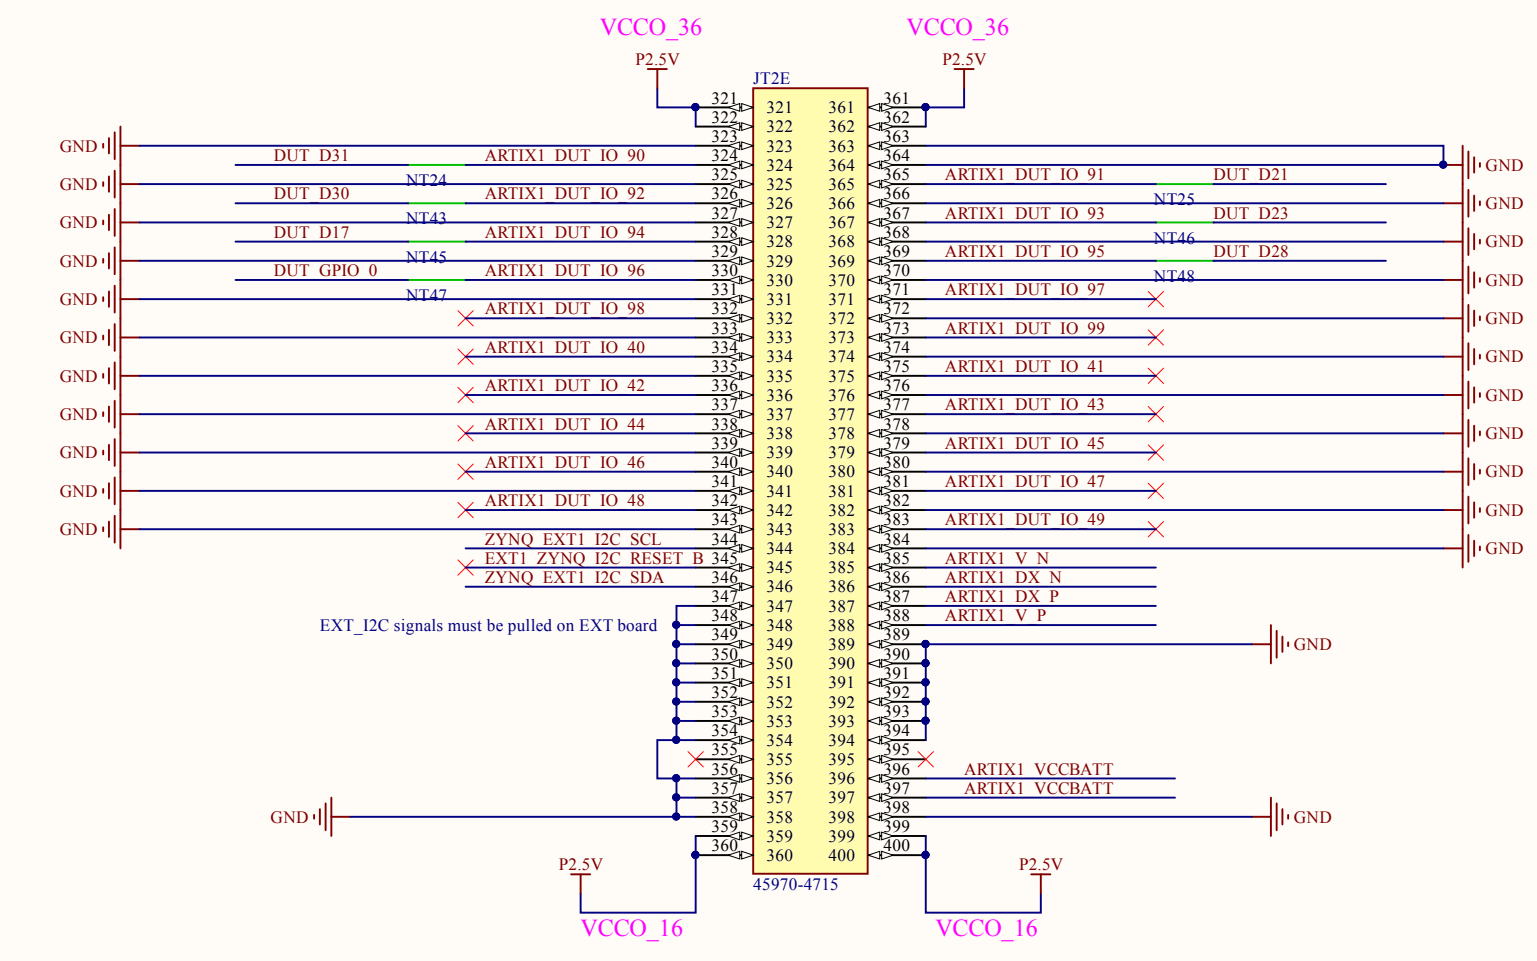 VCCO_36 VCCO_36
P2.5V P2.5V
JT2E
321 321 361 361
322 322 362 362
323 323 363 363
GND
DUT_D31 ARTIX1_DUT_IO_90 324 324 364 364 GND
NT24
GND 325 325 365 365 ARTIX1_DUT_IO_91 DUT_D21
NT25
DUT_D30 ARTIX1_DUT_IO_92 326 326 366 366 GND
NT43
GND 327 327 367 367 ARTIX1_DUT_IO_93 DUT_D23
NT46
DUT_D17 ARTIX1_DUT_IO_94 328 328 368 368 GND
NT45
GND 329 329 369 369 ARTIX1_DUT_IO_95 DUT_D28
NT48
DUT_GPIO_0 ARTIX1_DUT_IO_96 330 330 370 370 GND
NT47
GND 331 331 371 371 ARTIX1_DUT_IO_97
ARTIX1_DUT_IO_98 332 332 372 372 GND
GND 333 333 373 373 ARTIX1_DUT_IO_99
ARTIX1_DUT_IO_40 334 334 374 374 GND
GND 335 335 375 375 ARTIX1_DUT_IO_41
ARTIX1_DUT_IO_42 336 336 376 376 GND
GND 337 337 377 377 ARTIX1_DUT_IO_43
ARTIX1_DUT_IO_44 338 338 378 378 GND
GND 339 339 379 379 ARTIX1_DUT_IO_45
ARTIX1_DUT_IO_46 340 340 380 380 GND
GND 341 341 381 381 ARTIX1_DUT_IO_47
ARTIX1_DUT_IO_48 342 342 382 382 GND
GND 343 343 383 383 ARTIX1_DUT_IO_49
ZYNQ_EXT1_I2C_SCL 344 344 384 384 GND
EXT1_ZYNQ_I2C_RESET_B 345 345 385 385 ARTIX1_V_N
ZYNQ_EXT1_I2C_SDA 346 346 386 386 ARTIX1_DX_N
347 347 387 387 ARTIX1_DX_P
EXT_I2C signals must be pulled on EXT board 348 348 388 388 ARTIX1_V_P
349 349 389 389 GND
350 350 390 390
351 351 391 391
352 352 392 392
353 353 393 393
354 354 394 394
355 355 395 395
356 356 396 396 ARTIX1_VCCBATT
357 357 397 397 ARTIX1_VCCBATT
GND 358 358 398 398 GND
359 359 399 399
360 360 400 400
P2.5V P2.5V
45970-4715
VCCO_16 VCCO_16